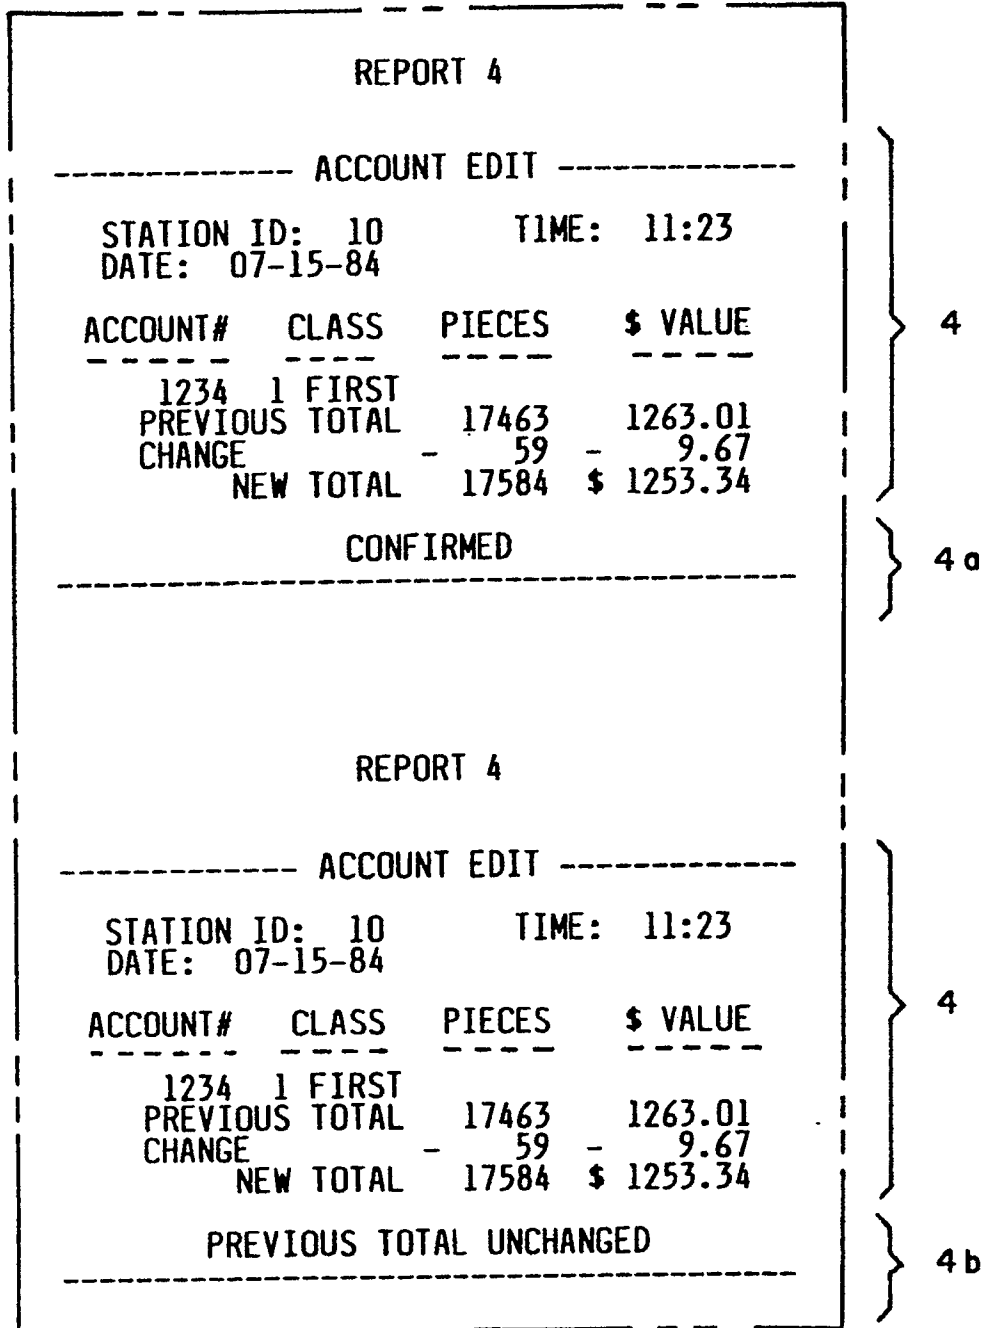 REPORT 4
------------- ACCOUNT EDIT -------------
STATION ID: 10 TIME: 11:23
DATE: 07-15-84
ACCOUNT# CLASS PIECES $ VALUE
1234 1 FIRST
PREVIOUS TOTAL 17463 1263.01
CHANGE - 59 - 9.67
NEW TOTAL 17584 $ 1253.34
4
CONFIRMED
4a
REPORT 4
------------- ACCOUNT EDIT -------------
STATION ID: 10 TIME: 11:23
DATE: 07-15-84
ACCOUNT# CLASS PIECES $ VALUE
1234 1 FIRST
PREVIOUS TOTAL 17463 1263.01
CHANGE - 59 - 9.67
NEW TOTAL 17584 $ 1253.34
4
PREVIOUS TOTAL UNCHANGED
4b